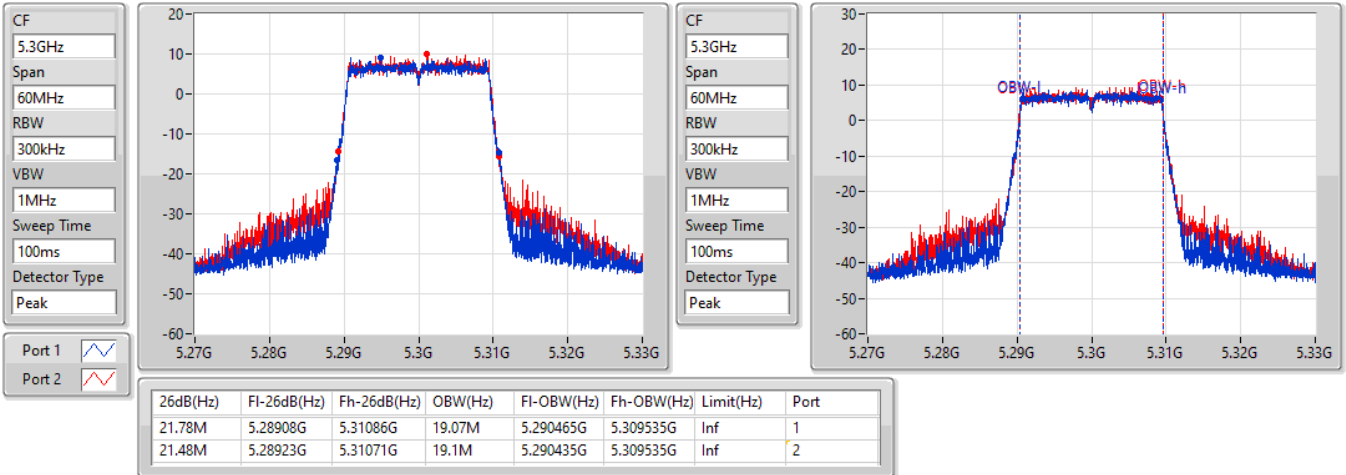 CF
5.3GHz
Span
60MHz
RBW
300kHz
VBW
1MHz
Sweep Time
100ms
Detector Type
Peak
Port 1
Port 2
20
10
0
-10
-20
-30
-40
-50
-60
5.27G 5.28G 5.29G 5.3G 5.31G 5.32G 5.33G
CF
5.3GHz
Span
60MHz
RBW
300kHz
VBW
1MHz
Sweep Time
100ms
Detector Type
Peak
30
20
10
0
-10
-20
-30
-40
-50
-60
OBW-l OBW-h
5.27G 5.28G 5.29G 5.3G 5.31G 5.32G 5.33G
26dB(Hz) Fl-26dB(Hz) Fh-26dB(Hz) OBW(Hz) Fl-OBW(Hz) Fh-OBW(Hz) Limit(Hz) Port
21.78M 5.28908G 5.31086G 19.07M 5.290465G 5.309535G Inf 1
21.48M 5.28923G 5.31071G 19.1M 5.290435G 5.309535G Inf 2